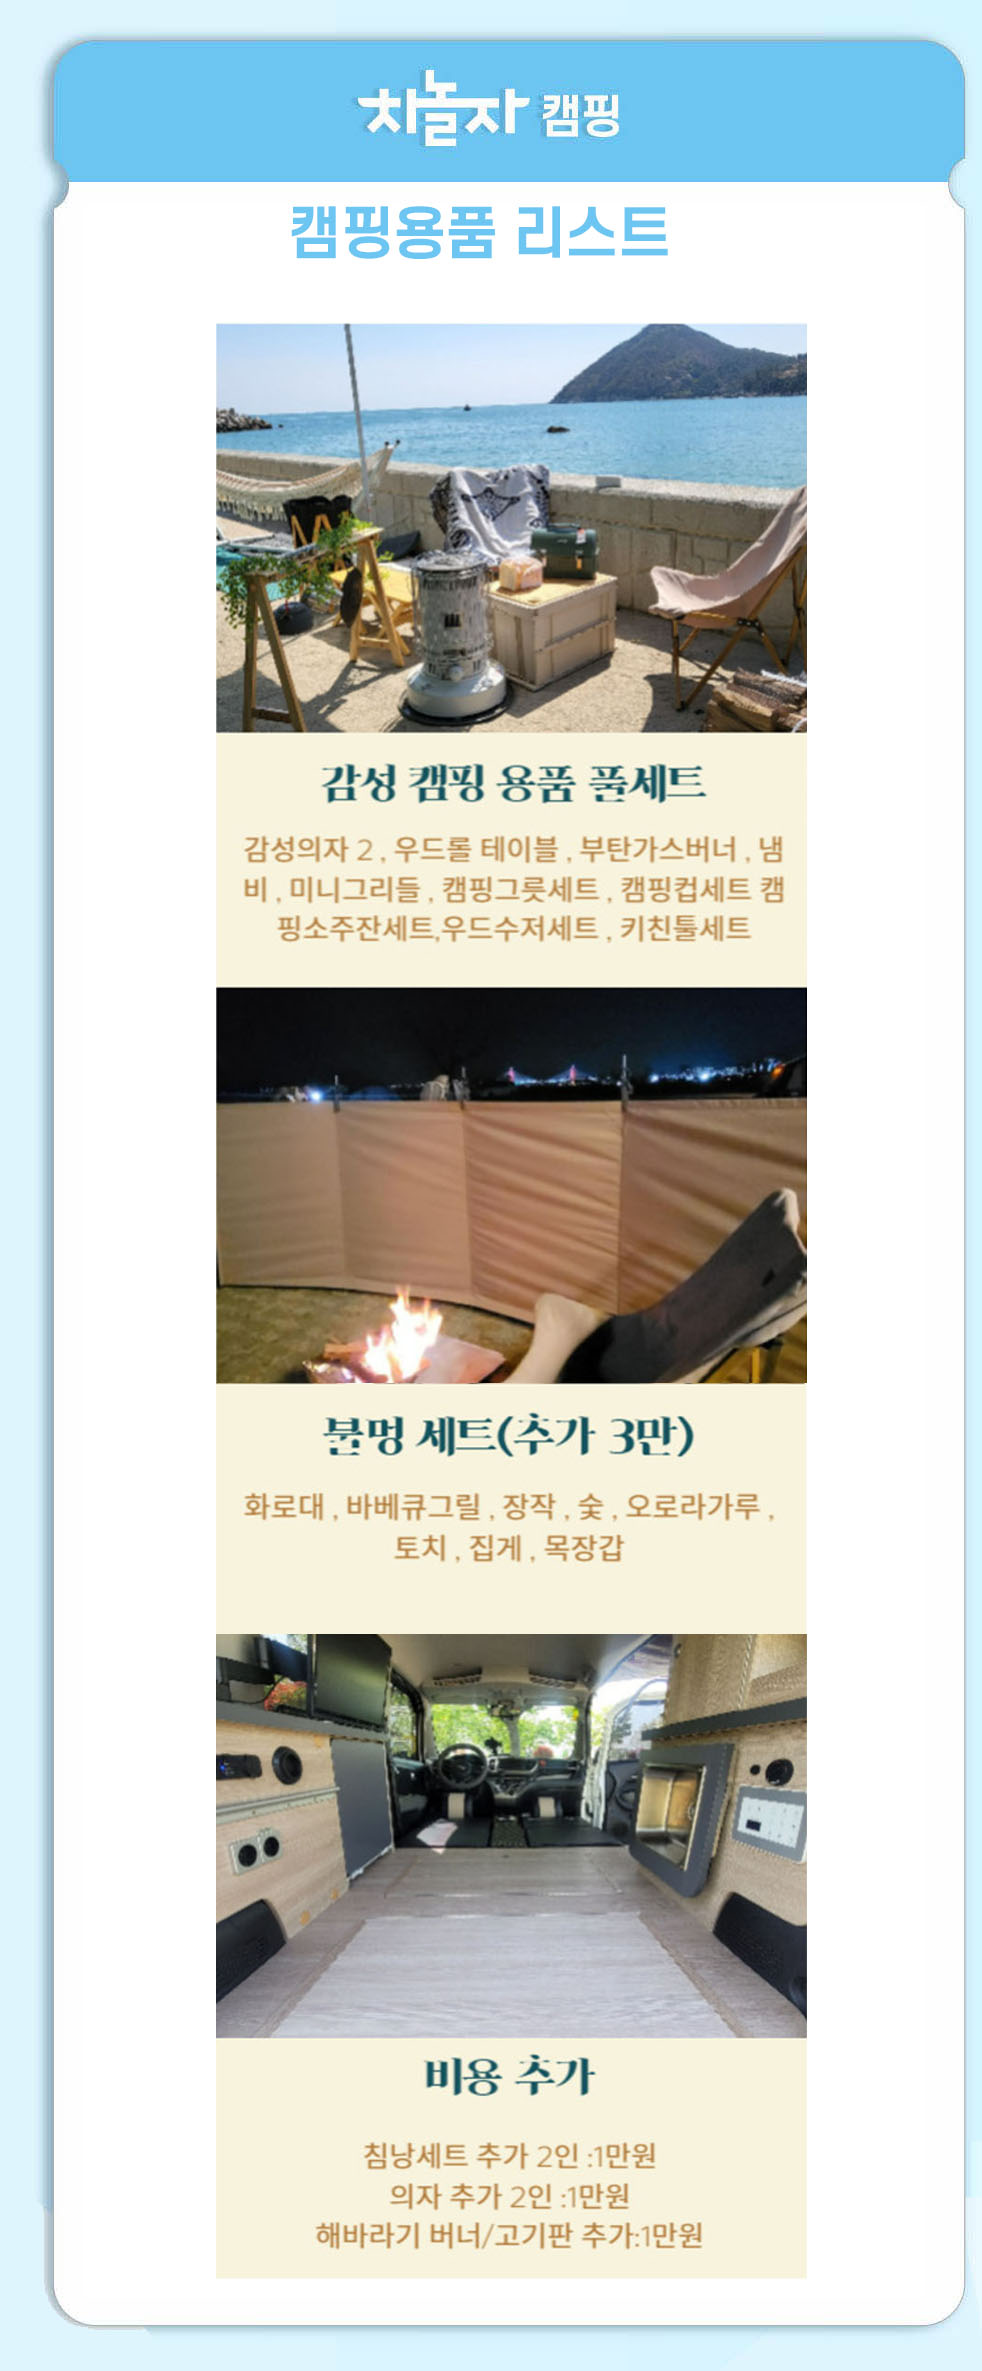 차놀자 캠핑
캠핑용품 리스트
감성 캠핑 용품 풀세트
감성의자 2 , 우드롤 테이블 , 부탄가스버너 , 냄
비 , 미니그리들 , 캠핑그릇세트 , 캠핑컵세트 캠
핑소주잔세트,우드수저세트 , 키친툴세트
불멍 세트(추가 3만)
화로대 , 바베큐그릴 , 장작 , 숯 , 오로라가루 ,
토치 , 집게 , 목장갑
비용 추가
침낭세트 추가 2인 :1만원
의자 추가 2인 :1만원
해바라기 버너/고기판 추가:1만원